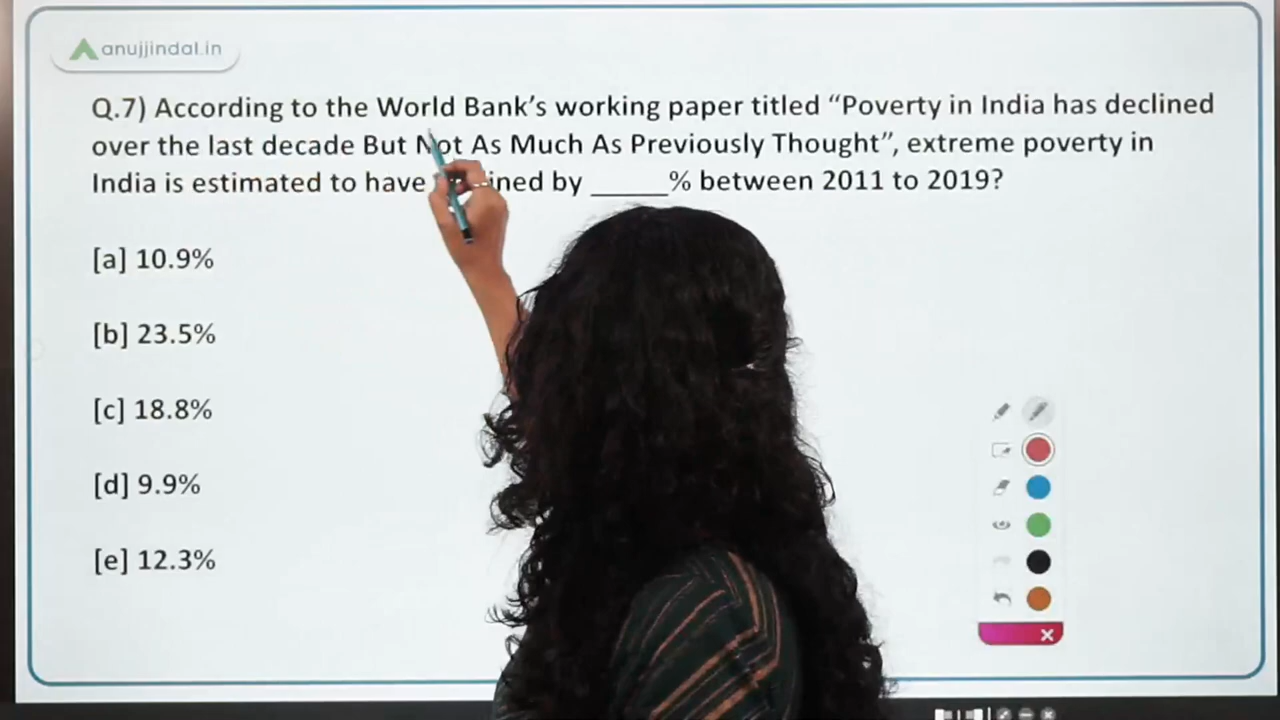 anujjindal.in
Q.7) According to the World Bank's working paper titled “Poverty in India has declined
over the last decade But Not As Much As Previously Thought”, extreme poverty in
India is estimated to have ined by _____% between 2011 to 2019?
[a] 10.9%
[b] 23.5%
[c] 18.8%
[d] 9.9%
[e] 12.3%